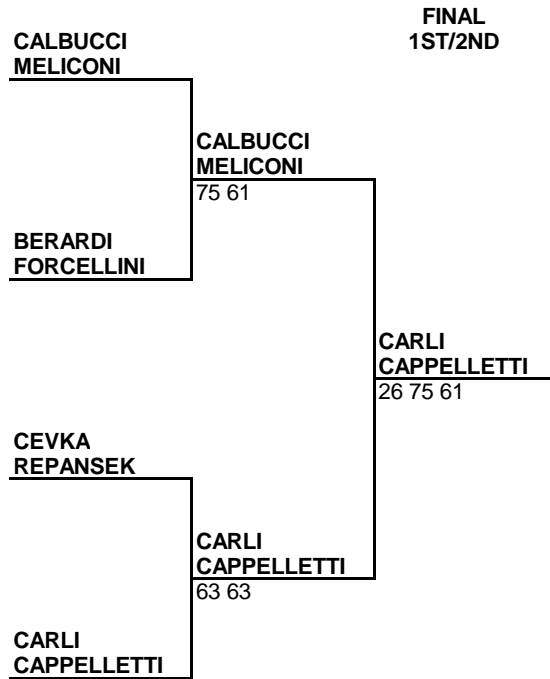 FINAL
1ST/2ND
CALBUCCI
MELICONI
CALBUCCI
MELICONI
75 61
BERARDI
FORCELLINI
CARLI
CAPPELLETTI
26 75 61
CEVKA
REPANSEK
CARLI
CAPPELLETTI
63 63
CARLI
CAPPELLETTI